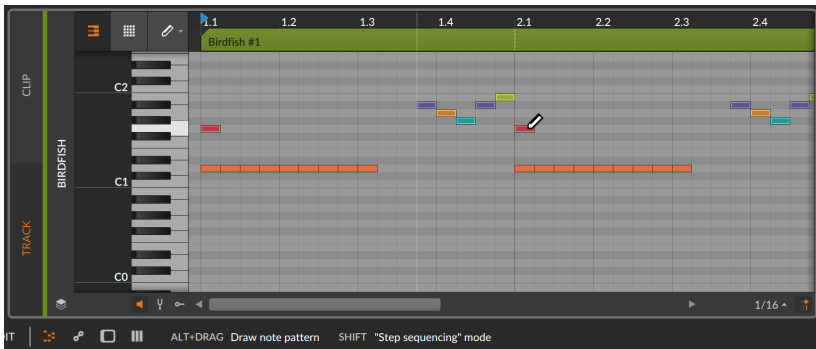 1.1 1.2 1.3 1.4 2.1 2.2 2.3 2.4
Birdfish #1
CLIP
TRACK
BIRDFISH
C2
C1
C0
1/16
IT ALT+DRAG Draw note pattern SHIFT "Step sequencing" mode